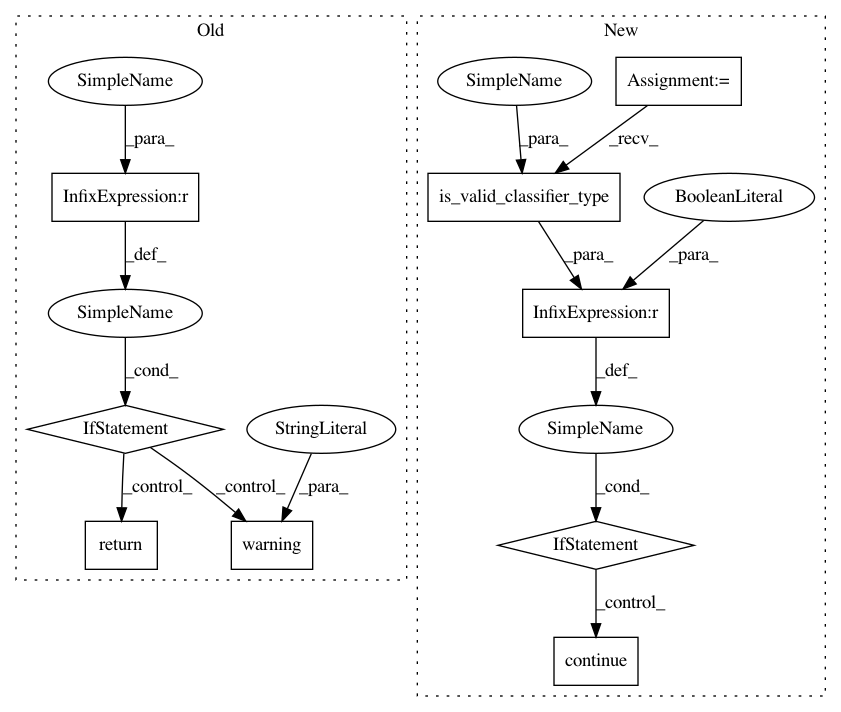 Old
New
SimpleName
SimpleName
Assignment:=
_para_
_para_
_recv_
InfixExpression:r
is_valid_classifier_type
BooleanLiteral
_def_
_para_
_para_
SimpleName
InfixExpression:r
_cond_
_def_
IfStatement
StringLiteral
SimpleName
_control_
_control_
_para_
_cond_
return
warning
IfStatement
_control_
continue